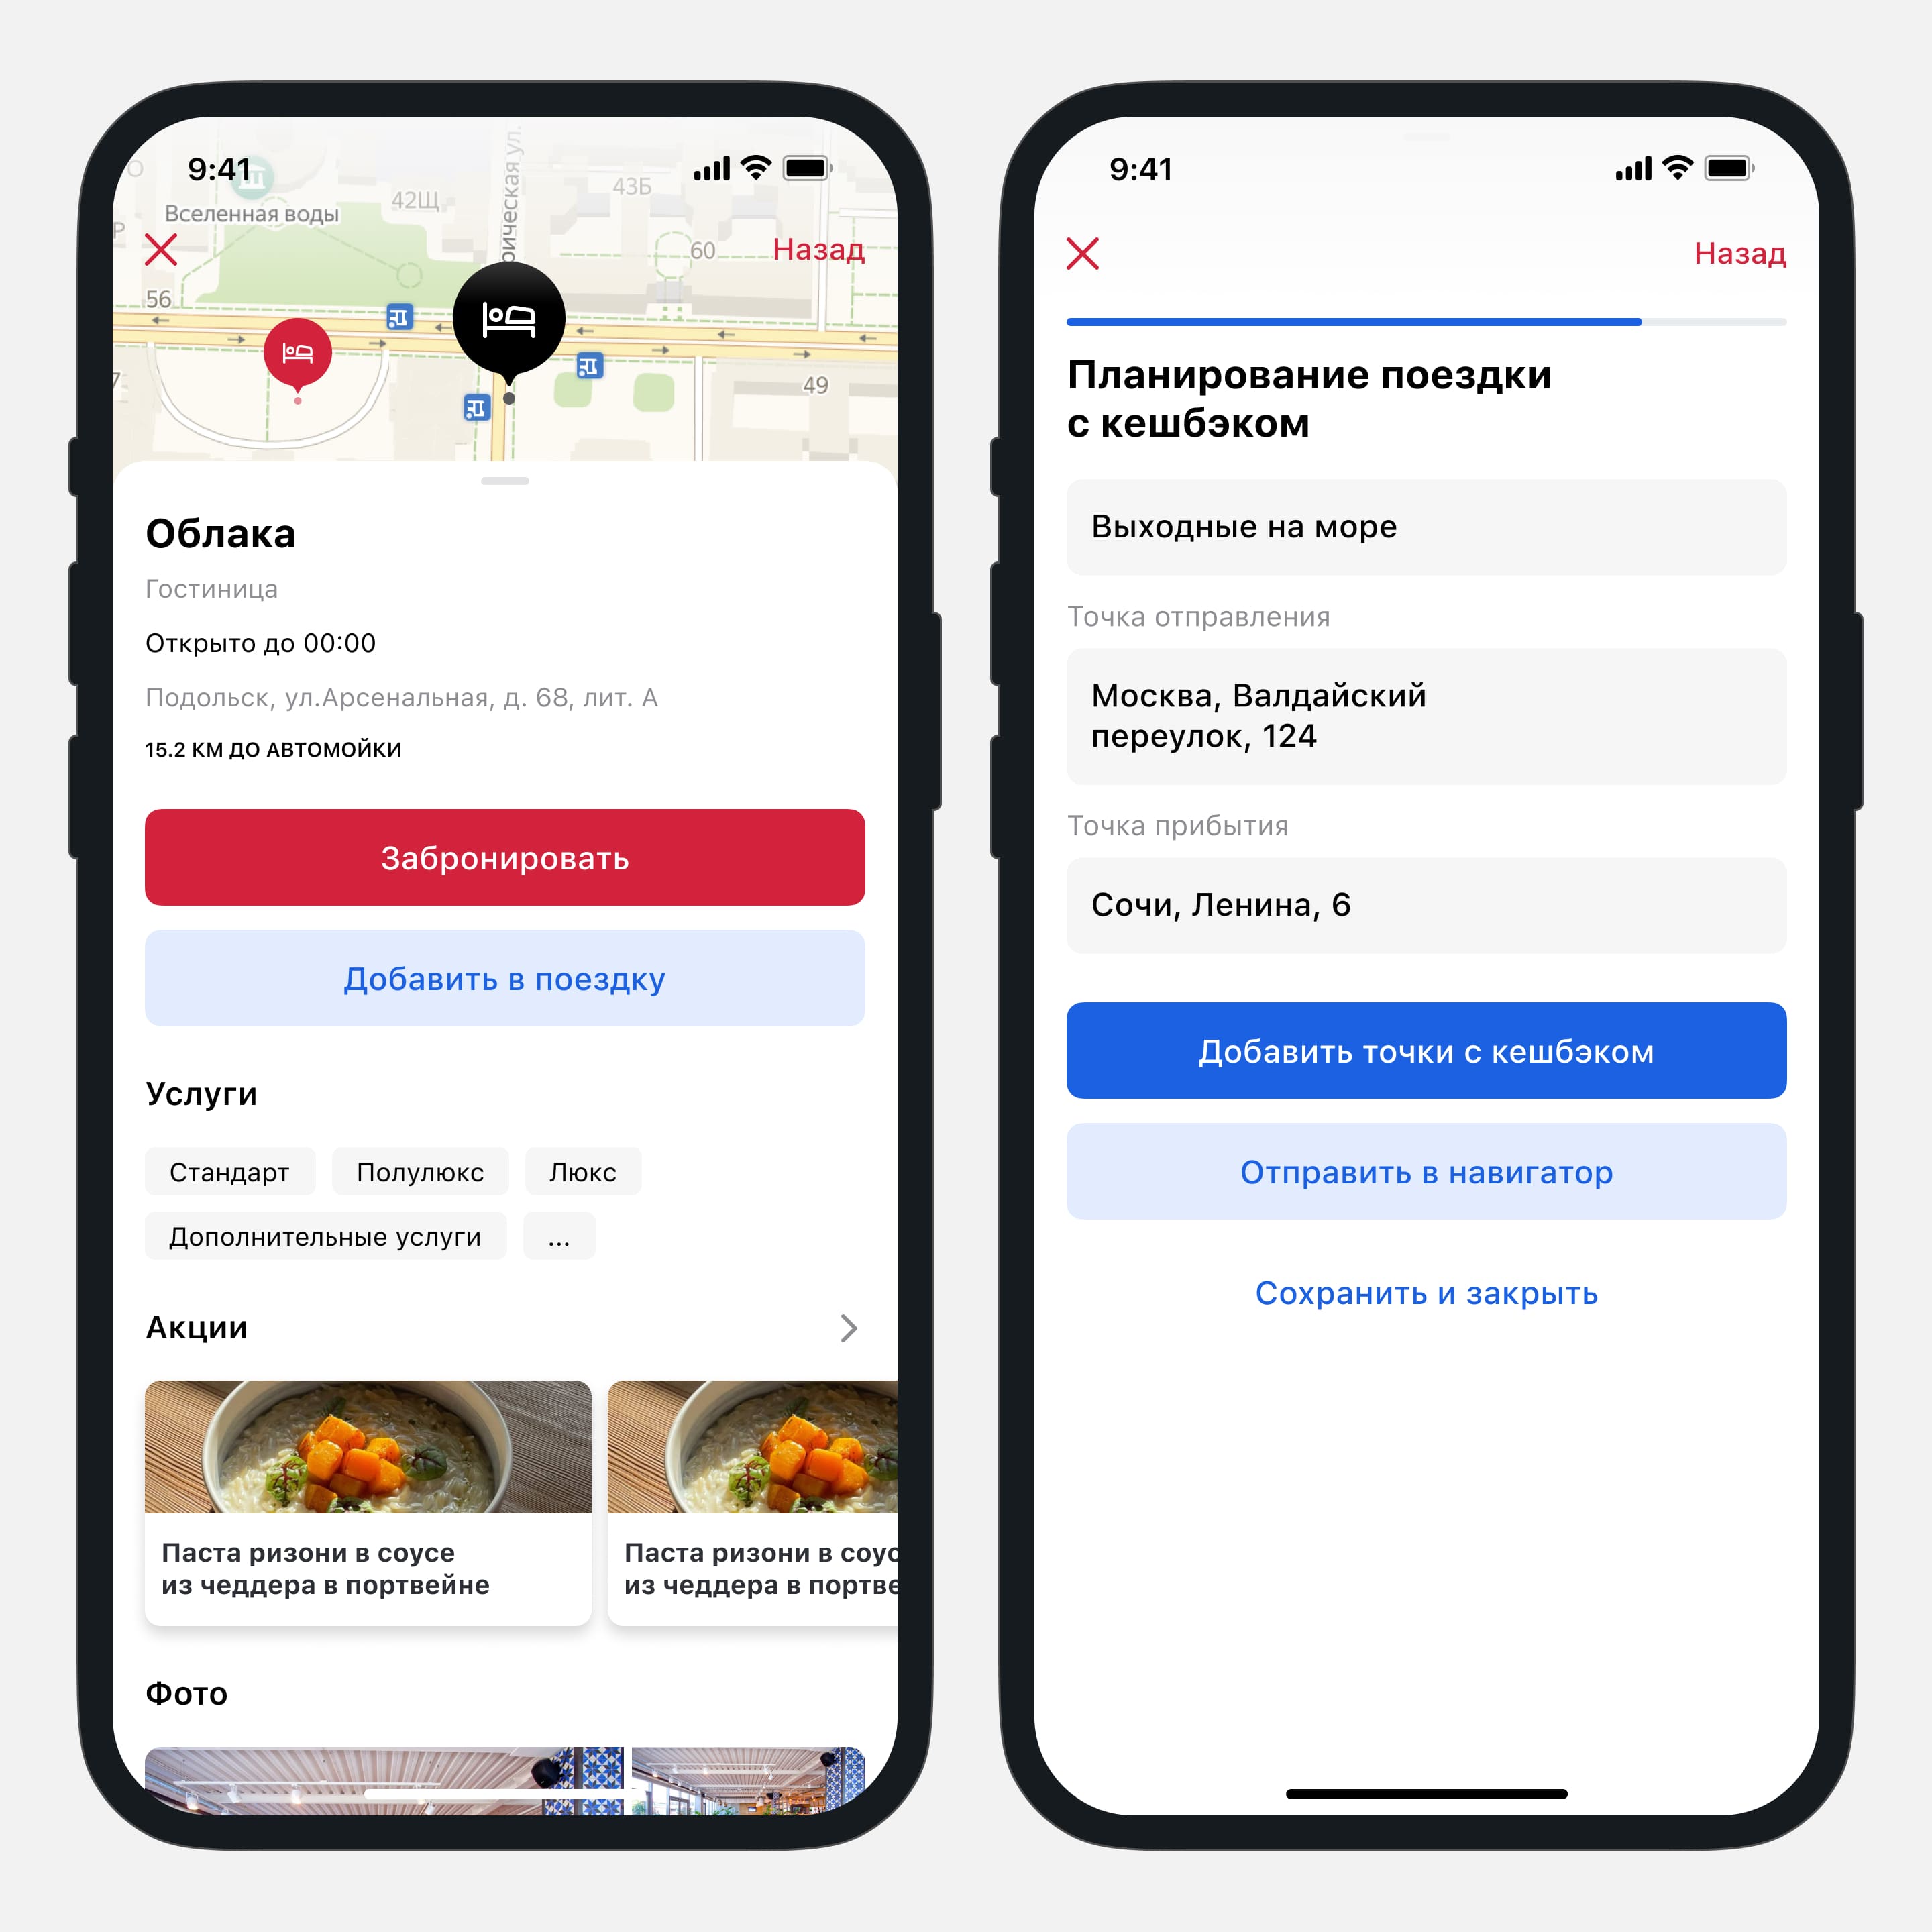 9:41
Вселенная воды
42Щ
43Б
60
56
49
Назад
Облака
Гостиница
Открыто до 00:00
Подольск, ул.Арсенальная, д. 68, лит. А
15.2 КМ ДО АВТОМОЙКИ
Забронировать
Добавить в поездку
Услуги
Стандарт Полулюкс Люкс
Дополнительные услуги ...
Акции
Паста ризони в соусе
из чеддера в портвейне
Паста ризони в соус
из чеддера в портве
Фото
9:41
Назад
Планирование поездки
с кешбэком
Выходные на море
Точка отправления
Москва, Валдайский
переулок, 124
Точка прибытия
Сочи, Ленина, 6
Добавить точки с кешбэком
Отправить в навигатор
Сохранить и закрыть